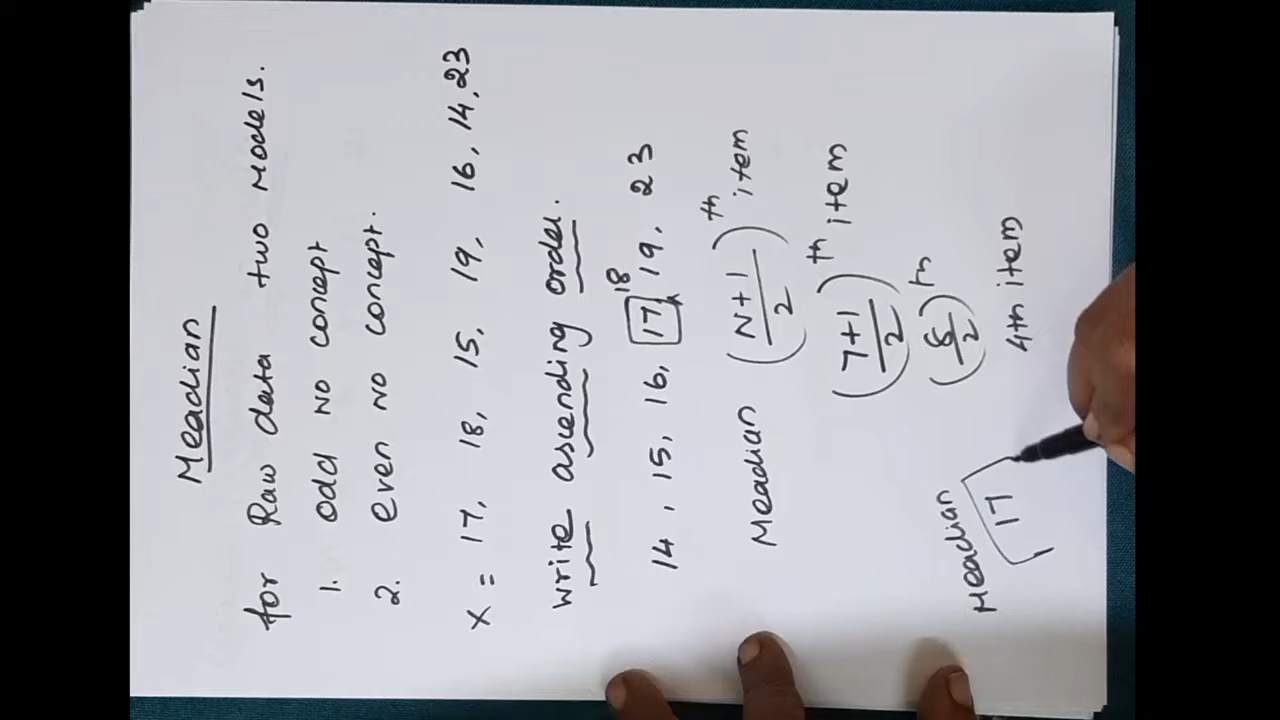 Meadian
for Raw data two Models.
1. odd no concept
2. even no concept.
X = 17, 18, 15, 19, 16, 14, 23
write ascending order.
14, 15, 16, 17, 18 19, 23
Meadian (N+1/2)th item
(7+1/2)th item
(8/2)th
4th item
Meadian
17